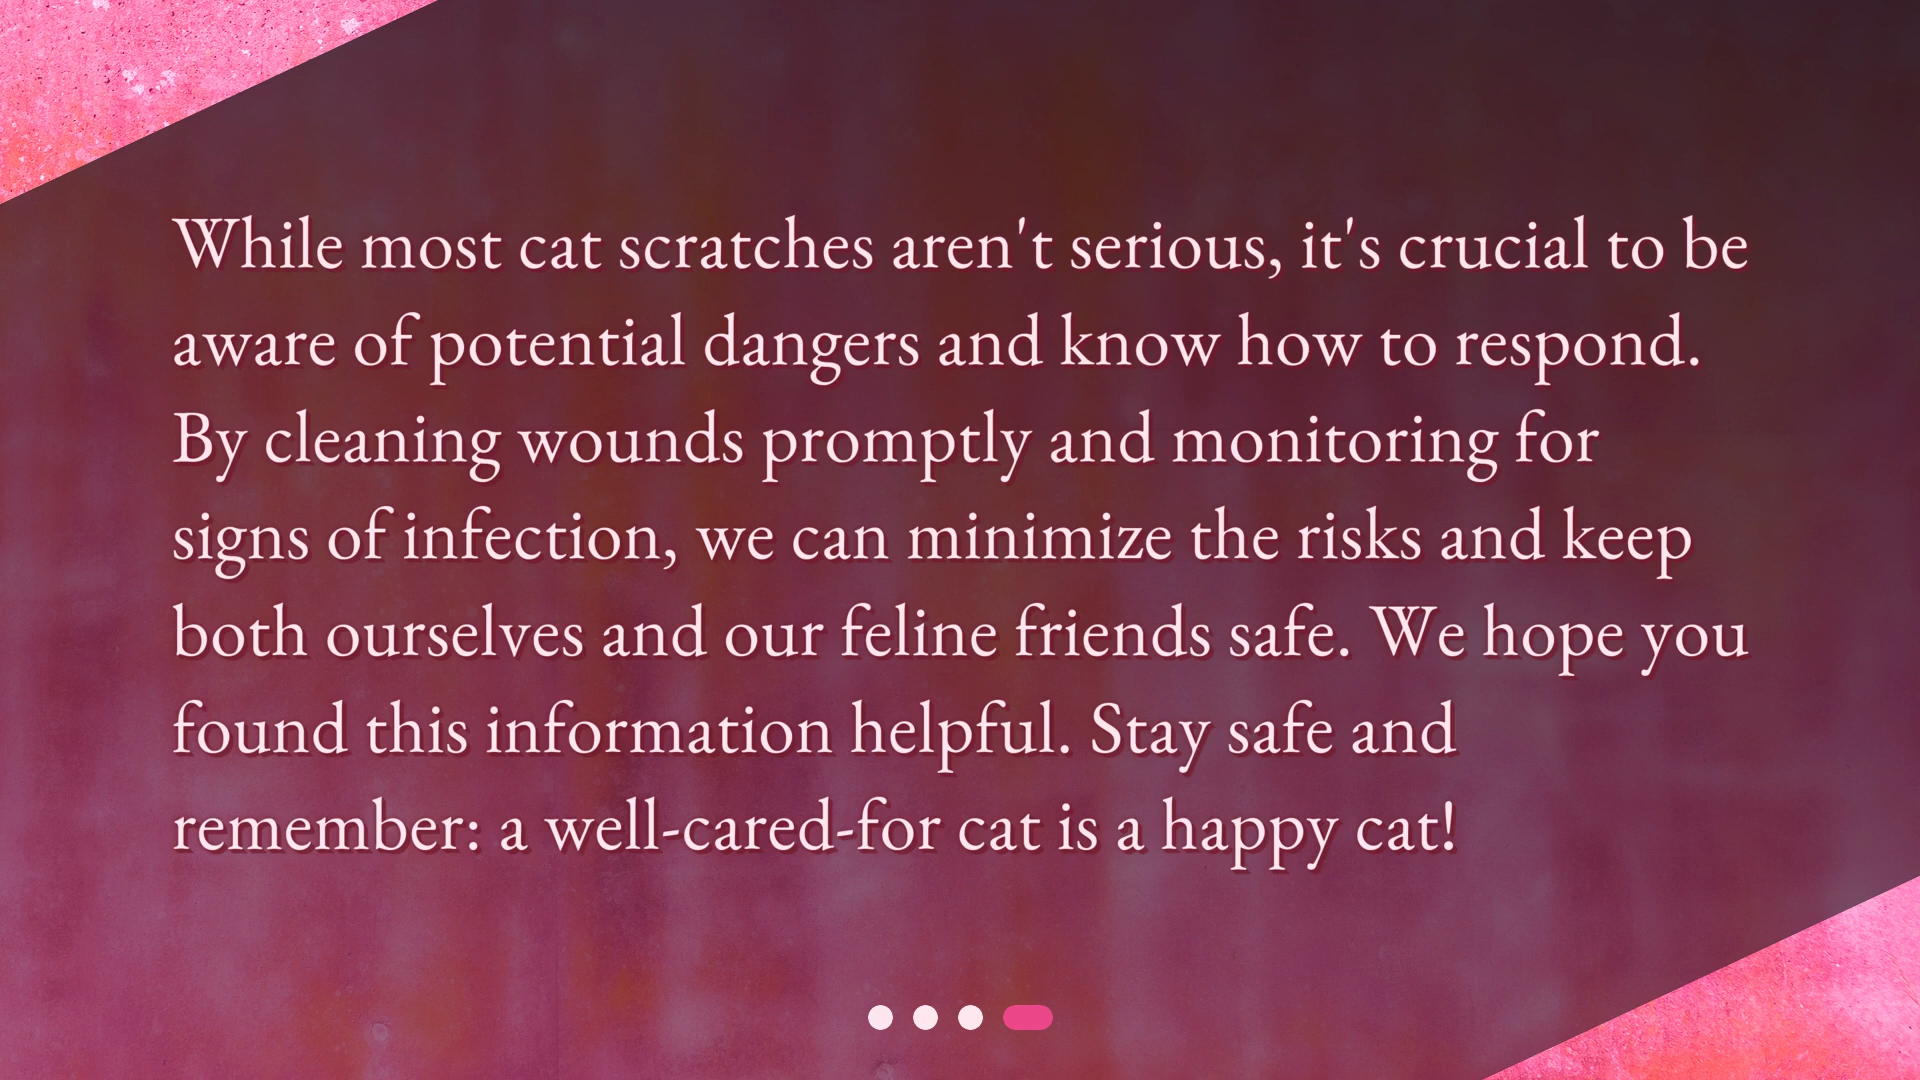 While most cat scratches aren't serious, it's crucial to be
aware of potential dangers and know how to respond.
By cleaning wounds promptly and monitoring for
signs of infection, we can minimize the risks and keep
both ourselves and our feline friends safe. We hope you
found this information helpful. Stay safe and
remember: a well-cared-for cat is a happy cat!